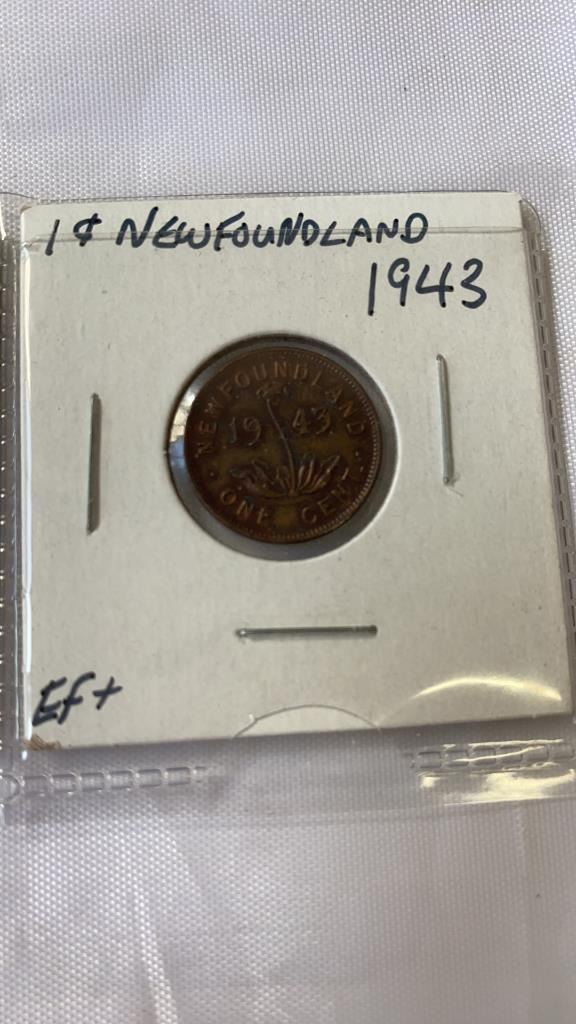 1¢ NEWFOUNDLAND
1943
NEWFOUNDLAND
19 43
ONE CENT
Ef+